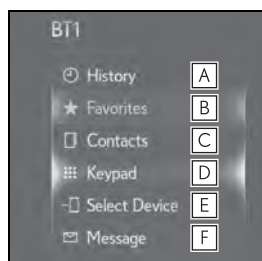 BT1
History A
Favorites B
Contacts C
Keypad D
Select Device E
Message F